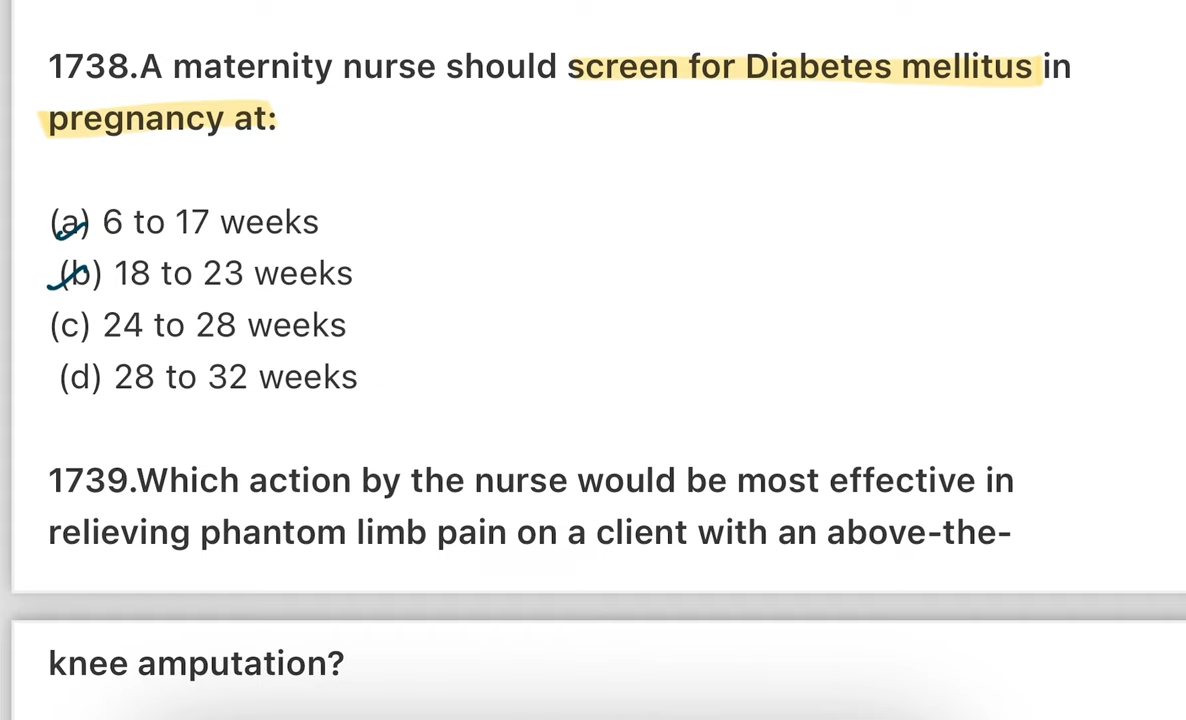 1738.A maternity nurse should screen for Diabetes mellitus in
pregnancy at:
(a) 6 to 17 weeks
(b) 18 to 23 weeks
(c) 24 to 28 weeks
(d) 28 to 32 weeks
1739.Which action by the nurse would be most effective in
relieving phantom limb pain on a client with an above-the-
knee amputation?